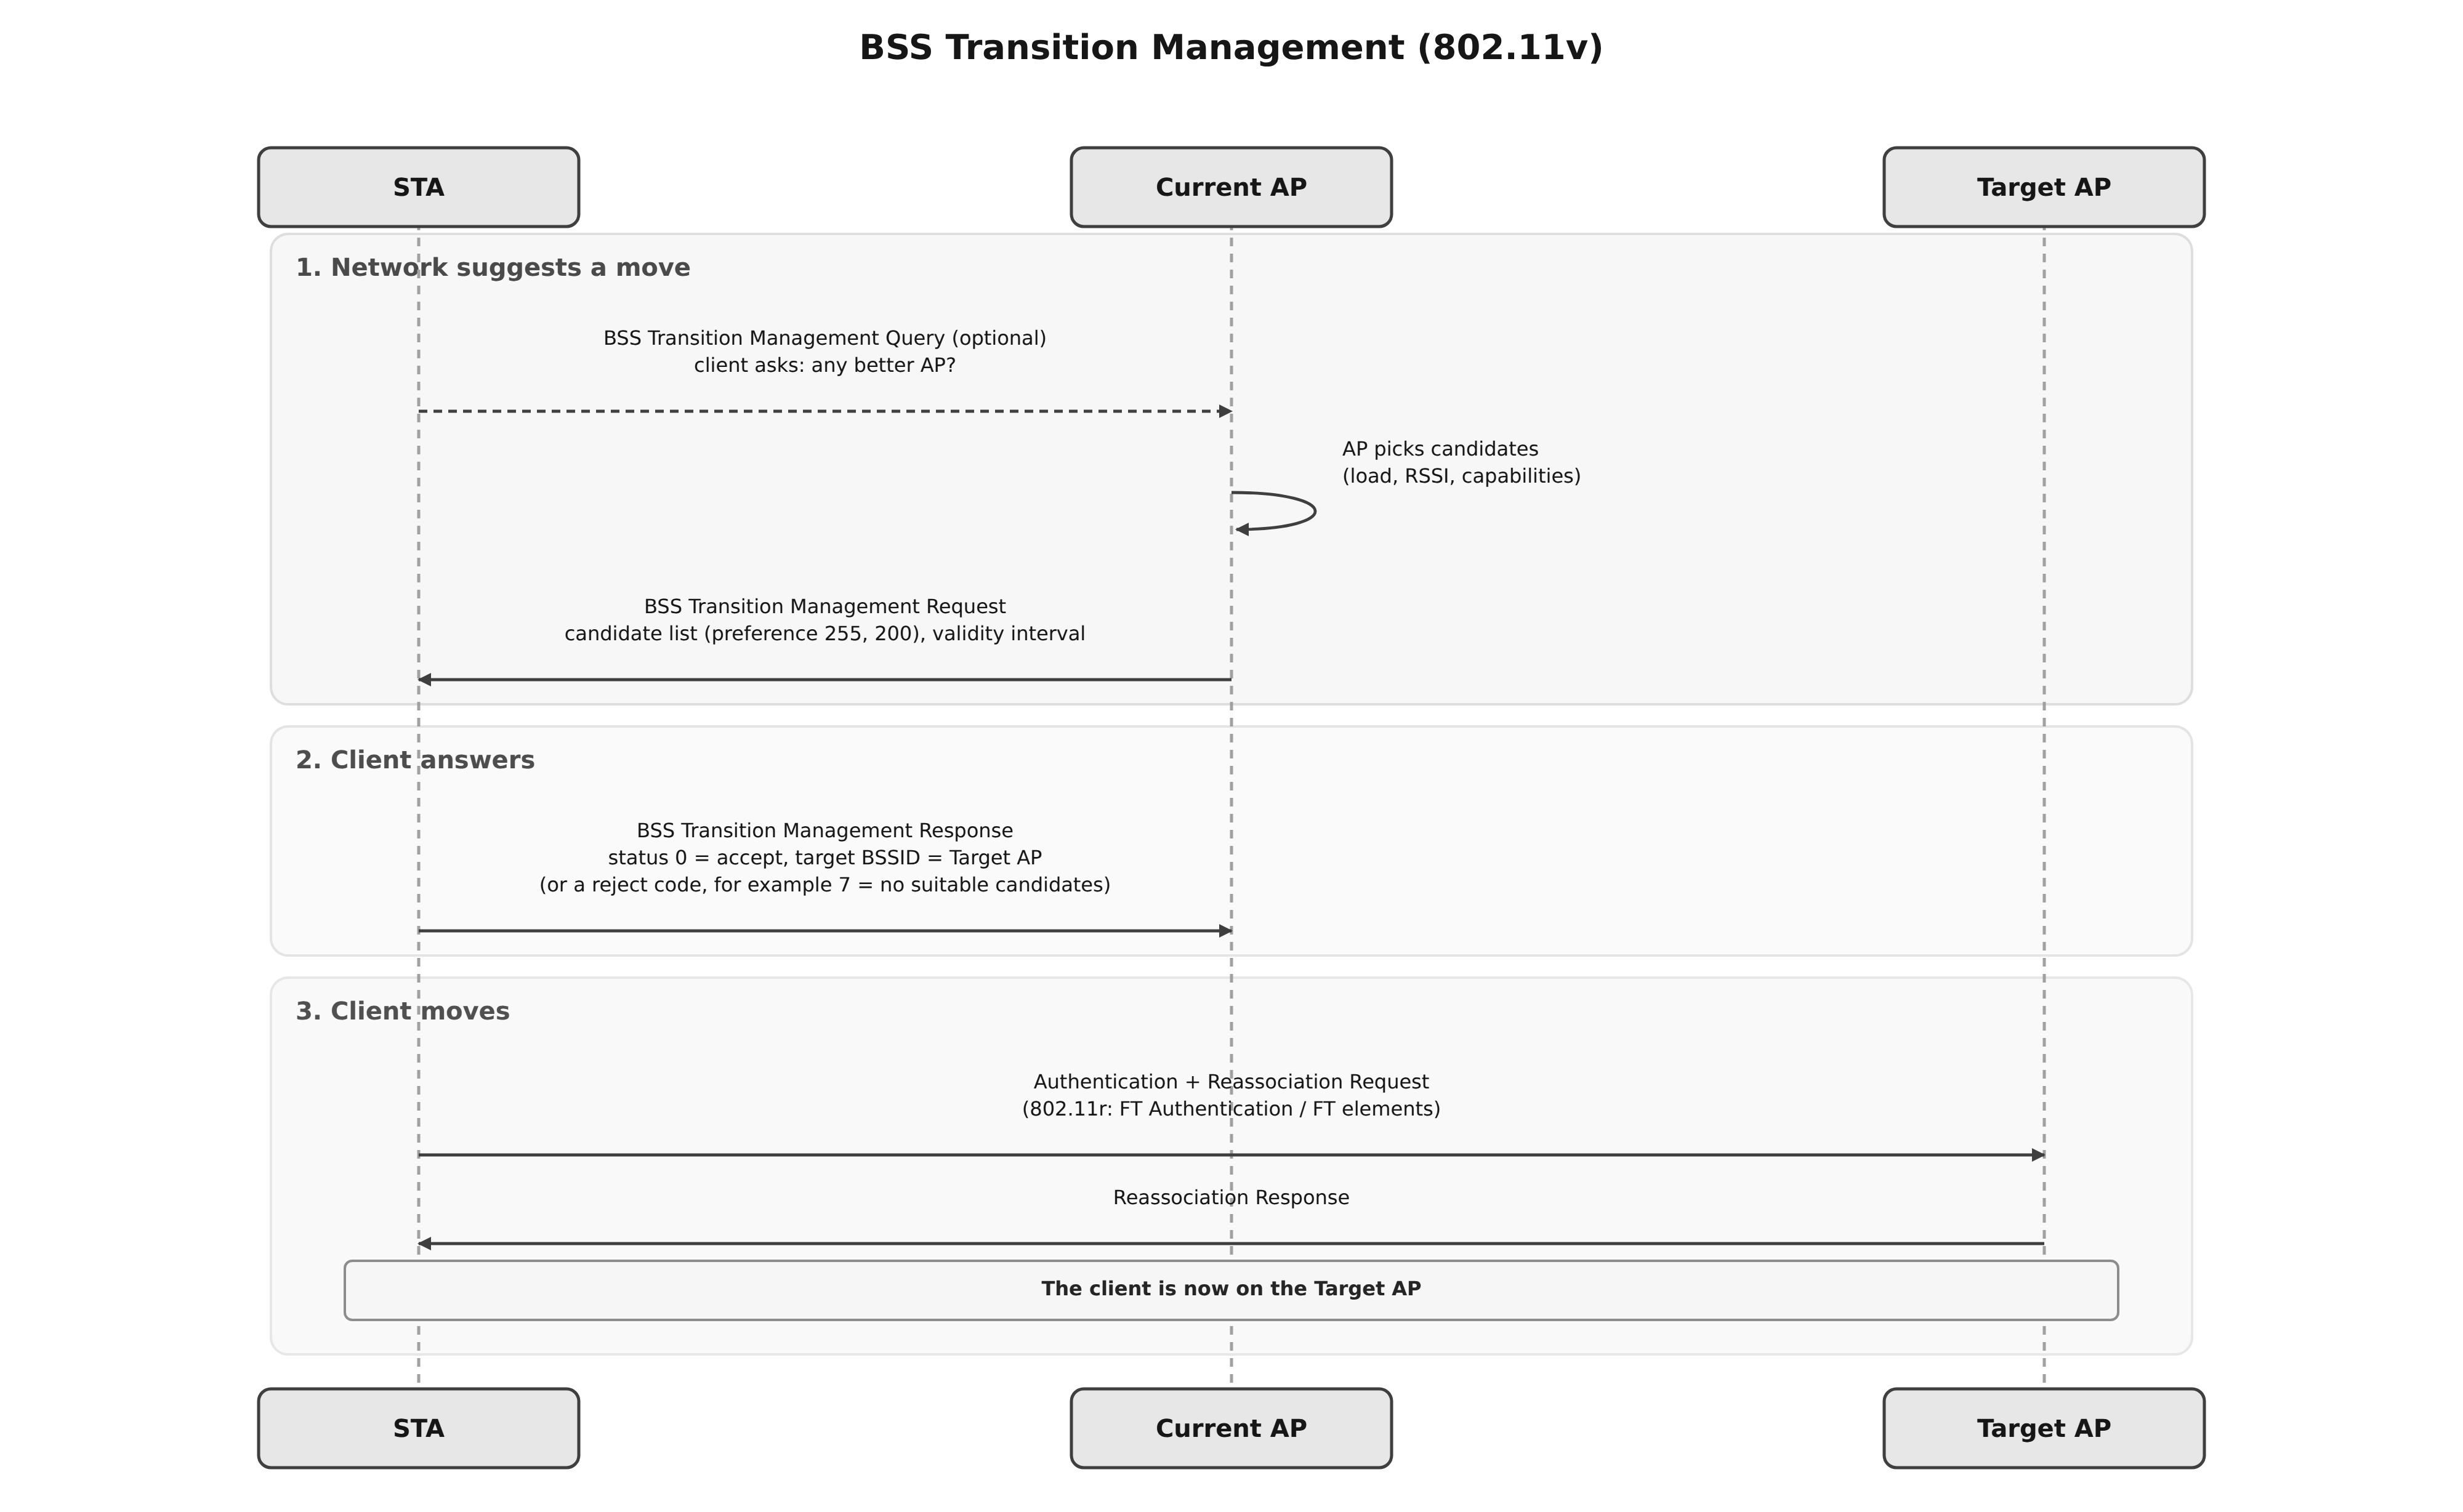 BSS Transition Management (802.11v)
STA
Current AP
Target AP
1. Network suggests a move
BSS Transition Management Query (optional)
client asks: any better AP?
AP picks candidates
(load, RSSI, capabilities)
BSS Transition Management Request
candidate list (preference 255, 200), validity interval
2. Client answers
BSS Transition Management Response
status 0 = accept, target BSSID = Target AP
(or a reject code, for example 7 = no suitable candidates)
3. Client moves
Authentication + Reassociation Request
(802.11r: FT Authentication / FT elements)
Reassociation Response
The client is now on the Target AP
STA
Current AP
Target AP